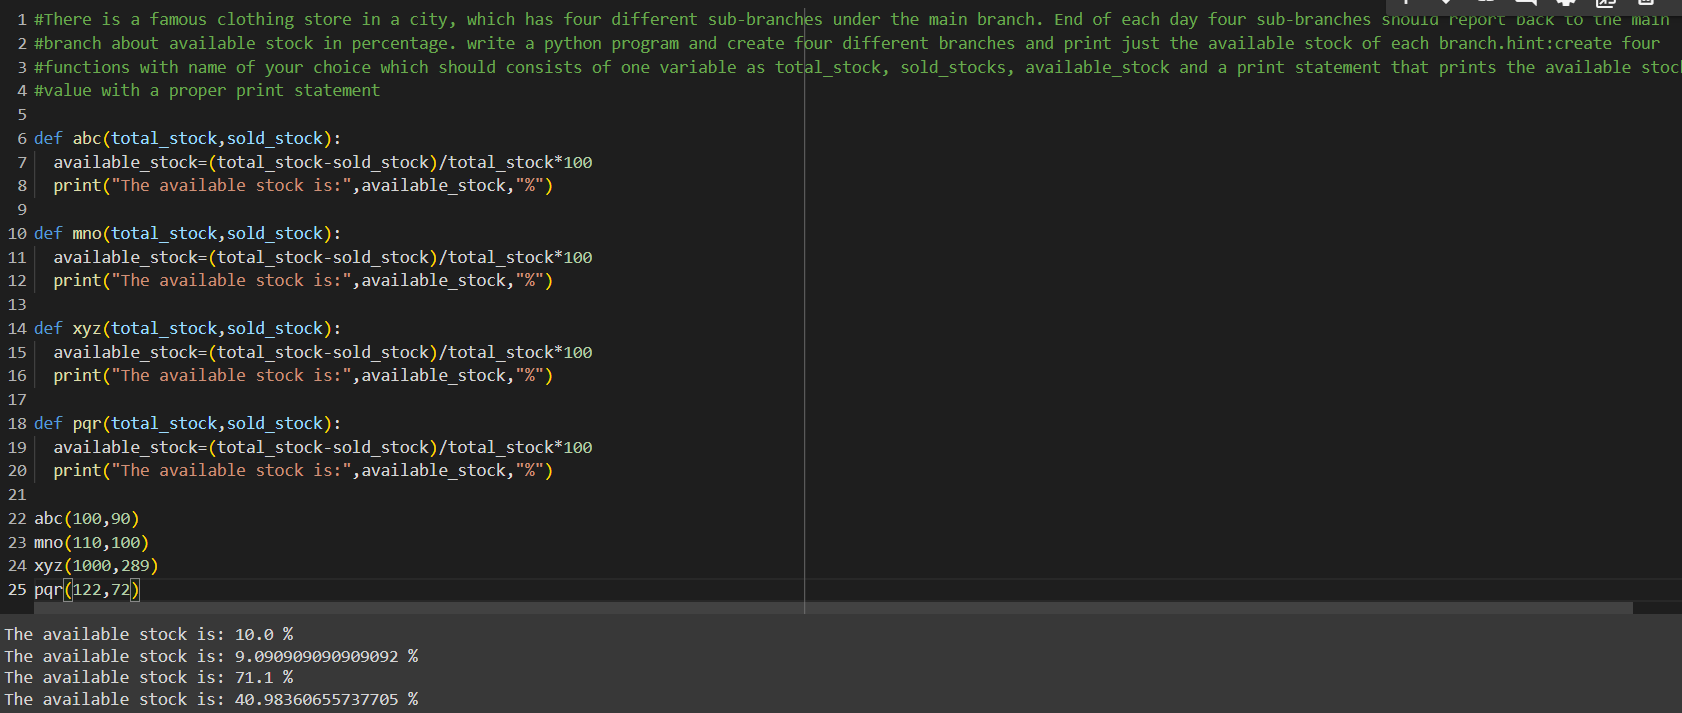 1 #There is a famous clothing store in a city, which has four different sub-branches under the main branch. End of each day four sub-branches should report back to the main
2 #branch about available stock in percentage. write a python program and create four different branches and print just the available stock of each branch.hint:create four
3 #functions with name of your choice which should consists of one variable as total_stock, sold_stocks, available_stock and a print statement that prints the available stoc
4 #value with a proper print statement
5
6 def abc(total_stock,sold_stock):
7 available_stock=(total_stock-sold_stock)/total_stock*100
8 print("The available stock is:",available_stock,"%")
9
10 def mno(total_stock,sold_stock):
11 available_stock=(total_stock-sold_stock)/total_stock*100
12 print("The available stock is:",available_stock,"%")
13
14 def xyz(total_stock,sold_stock):
15 available_stock=(total_stock-sold_stock)/total_stock*100
16 print("The available stock is:",available_stock,"%")
17
18 def pqr(total_stock,sold_stock):
19 available_stock=(total_stock-sold_stock)/total_stock*100
20 print("The available stock is:",available_stock,"%")
21
22 abc(100,90)
23 mno(110,100)
24 xyz(1000,289)
25 pqr(122,72)
The available stock is: 10.0 %
The available stock is: 9.090909090909092 %
The available stock is: 71.1 %
The available stock is: 40.98360655737705 %